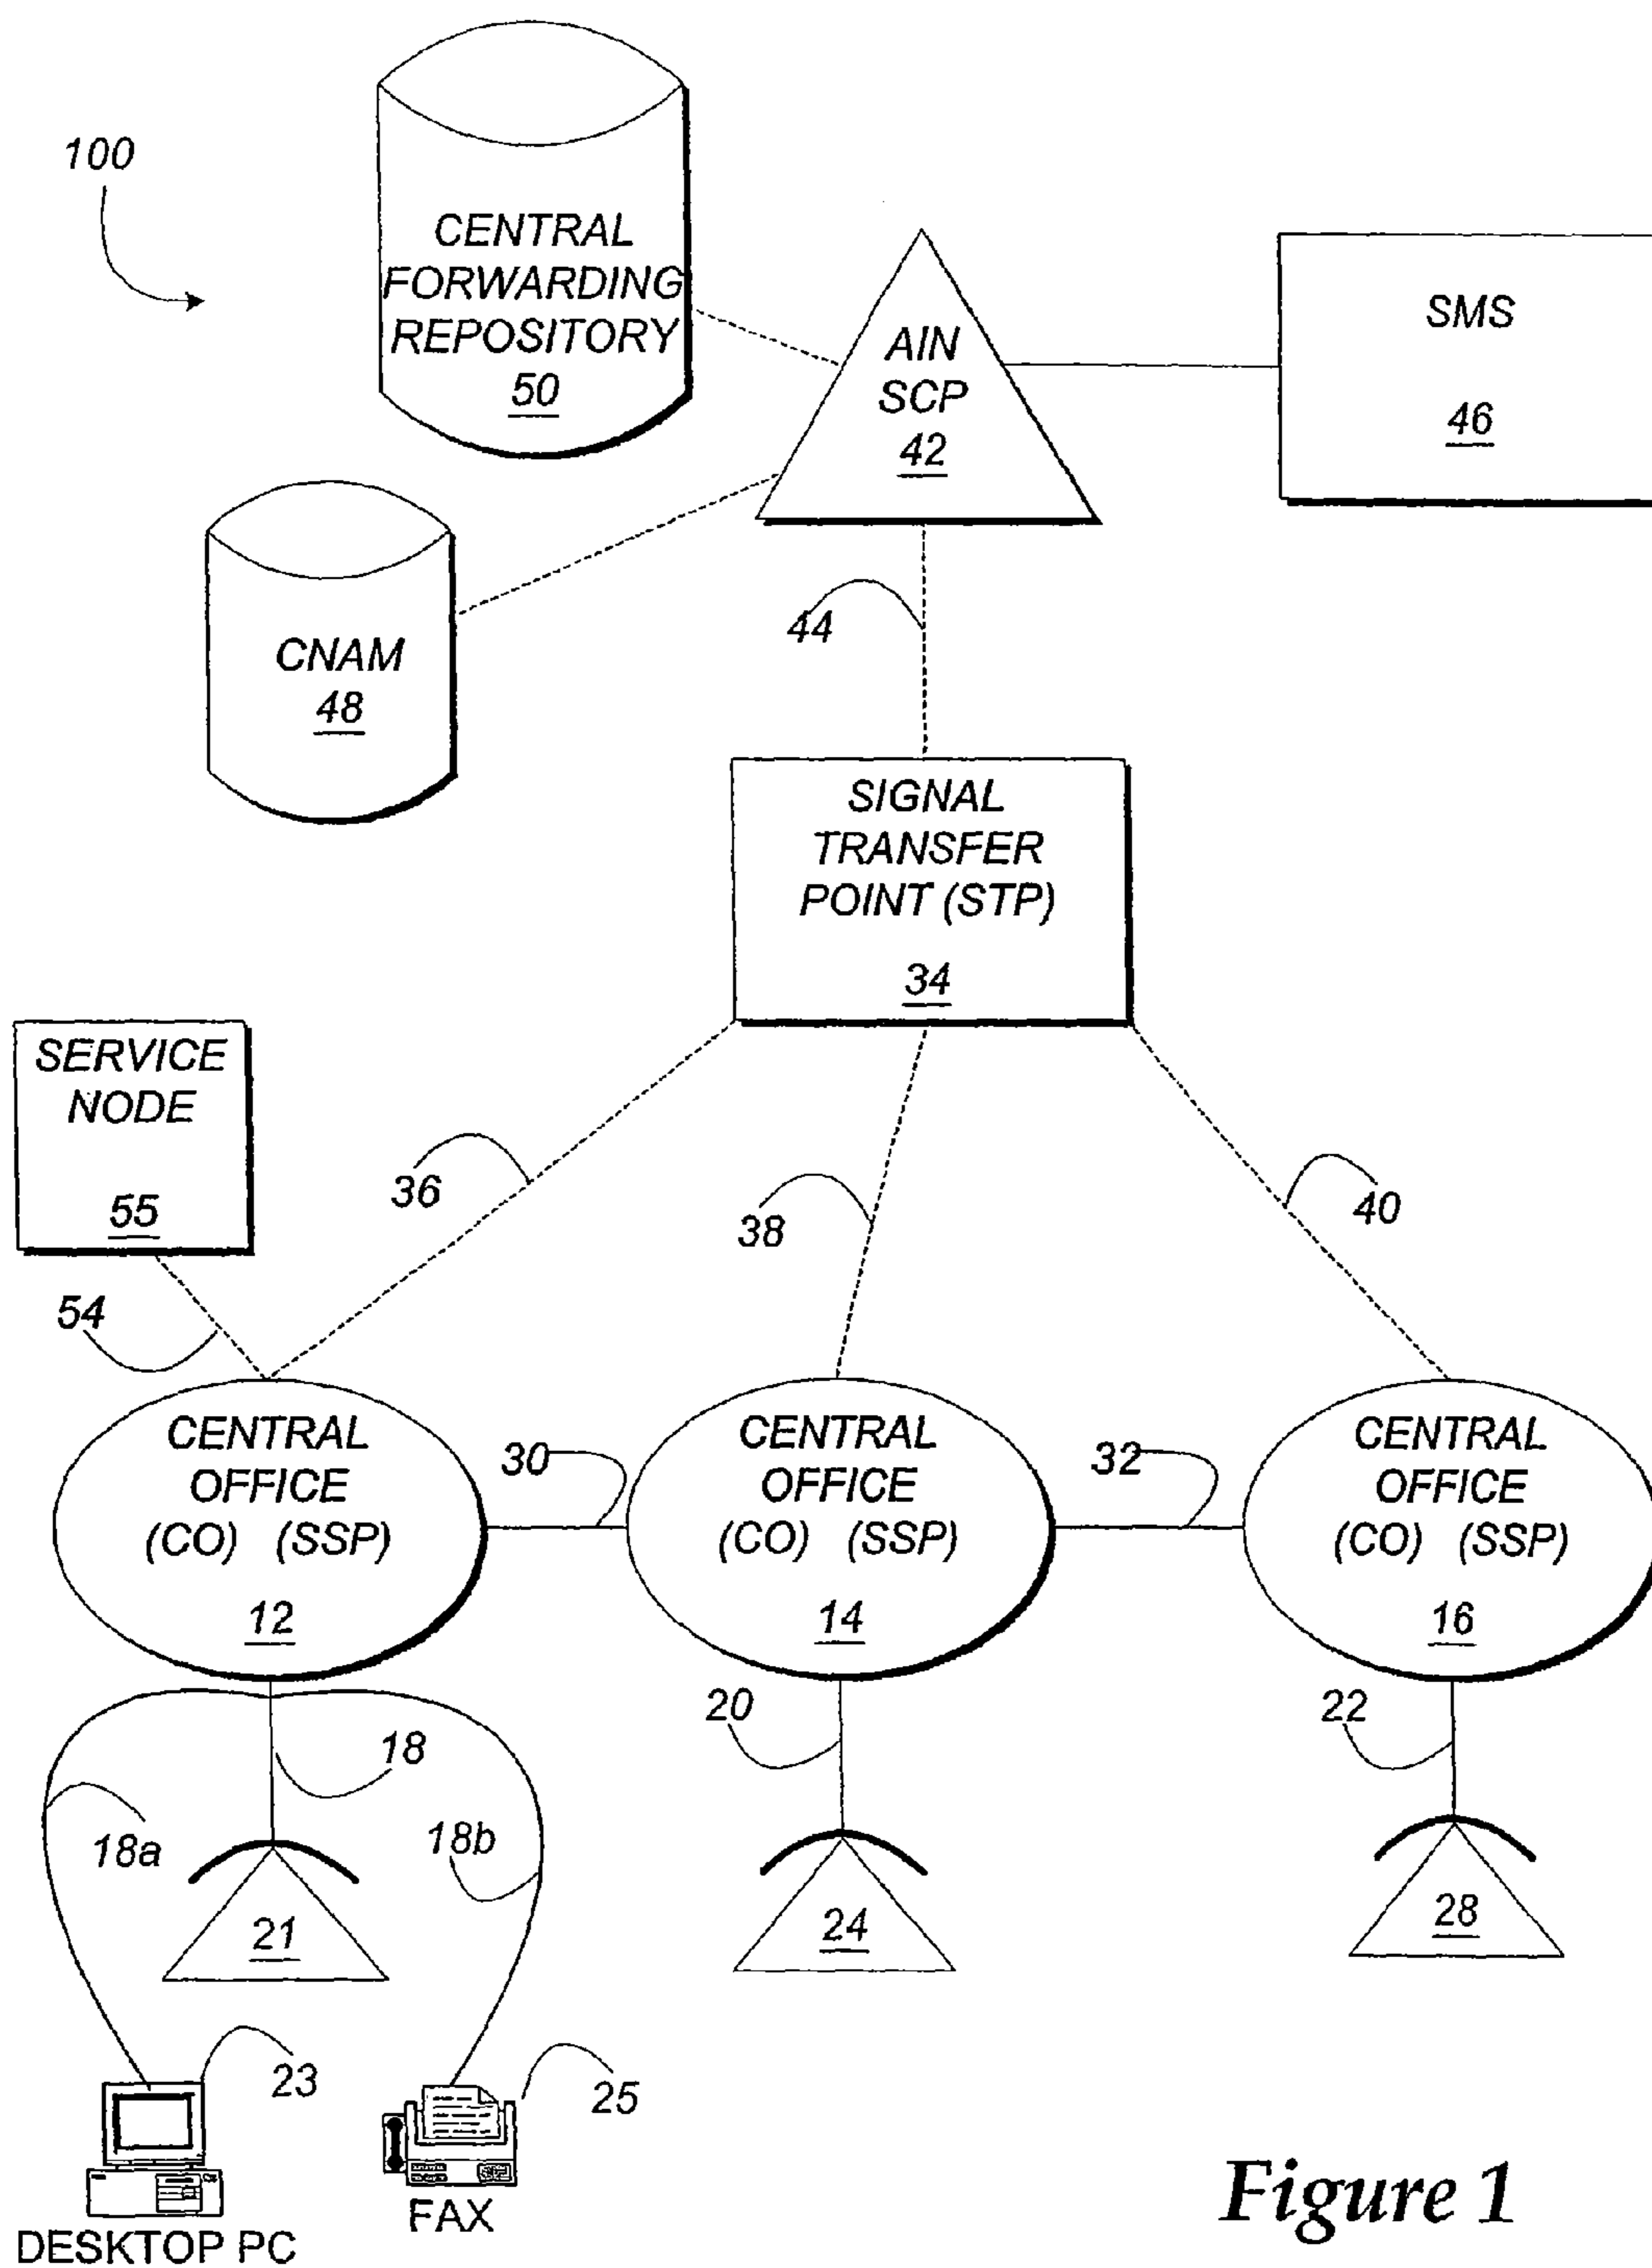 100
CENTRAL
FORWARDING
REPOSITORY
50
AIN
SCP
42
SMS
46
CNAM
48
44
SIGNAL
TRANSFER
POINT (STP)
34
SERVICE
NODE
55
36
38
40
54
CENTRAL
OFFICE
(CO) (SSP)
12
30
CENTRAL
OFFICE
(CO) (SSP)
14
32
CENTRAL
OFFICE
(CO) (SSP)
16
18
20
22
18a
18b
21
24
28
23
25
DESKTOP PC
FAX
Figure 1